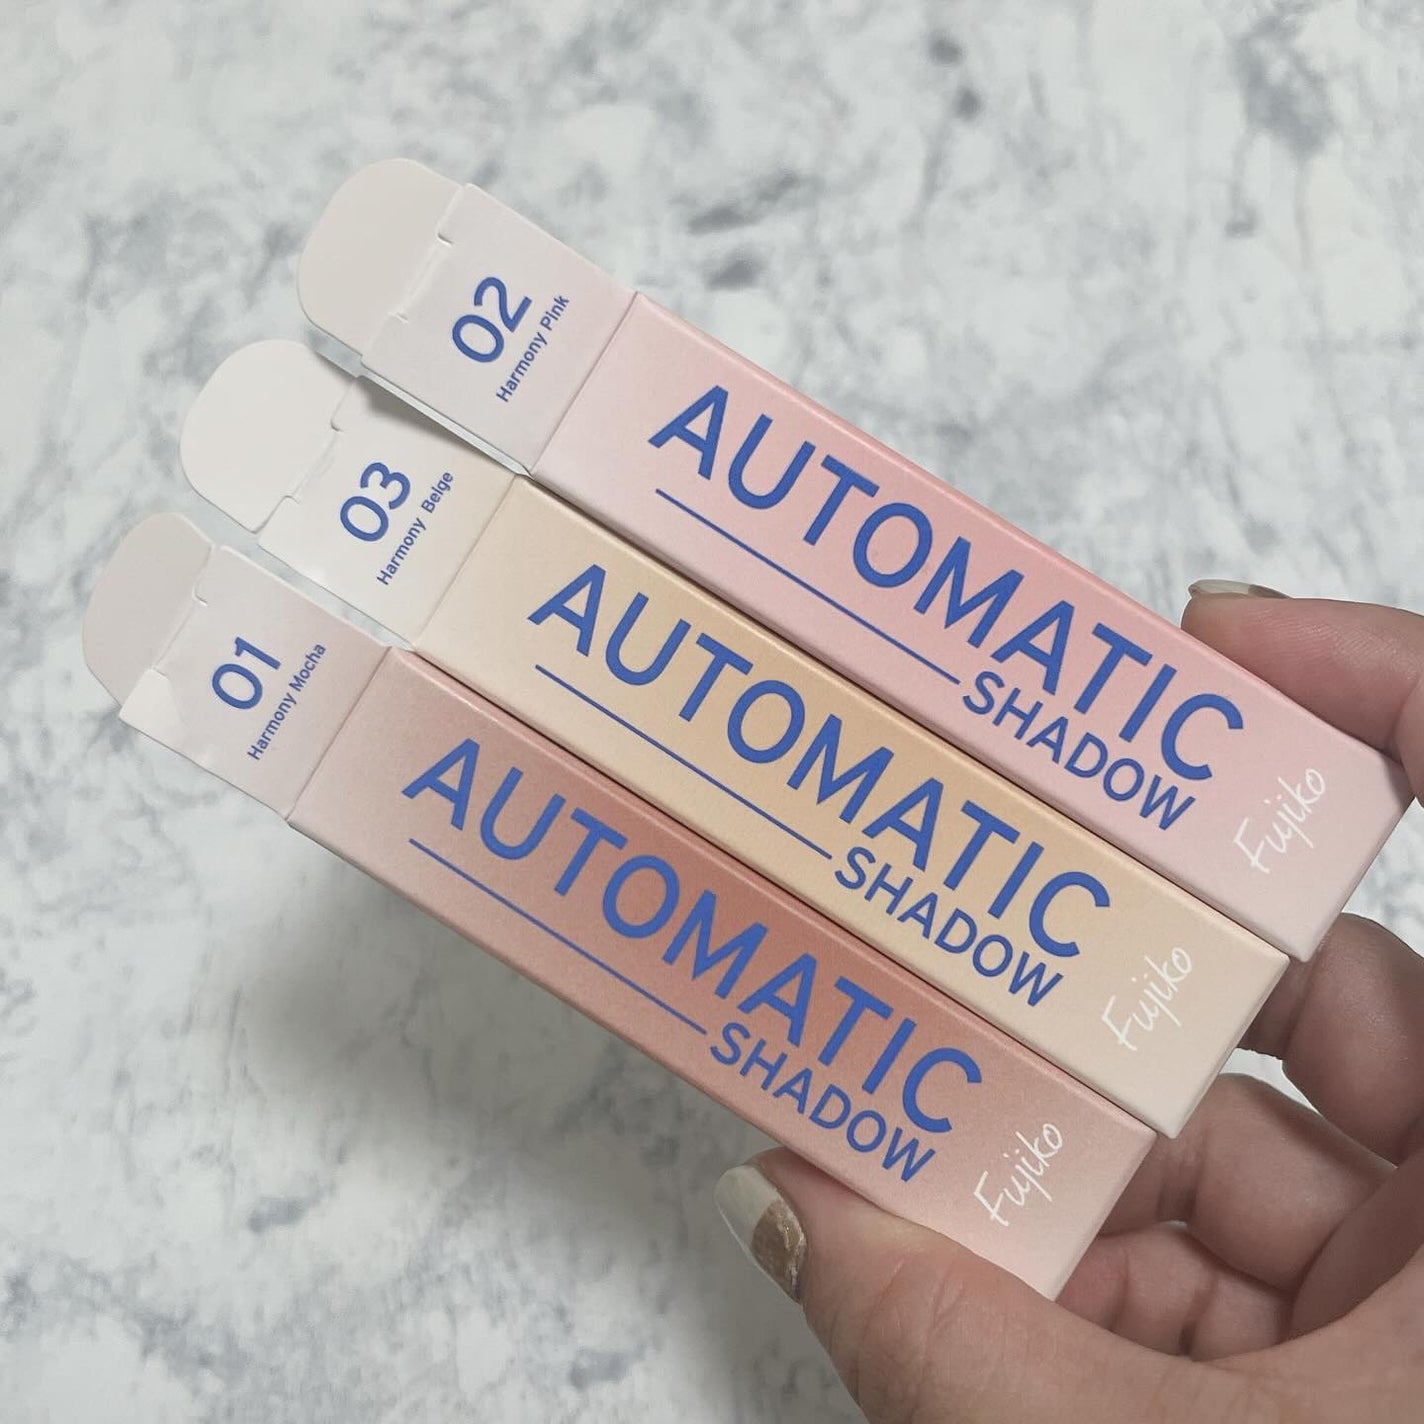 02
Harmony Pink
AUTOMATIC
SHADOW
Fujiko
03
Harmony Beige
AUTOMATIC
SHADOW
Fujiko
01
Harmony Mocha
AUTOMATIC
SHADOW
Fujiko